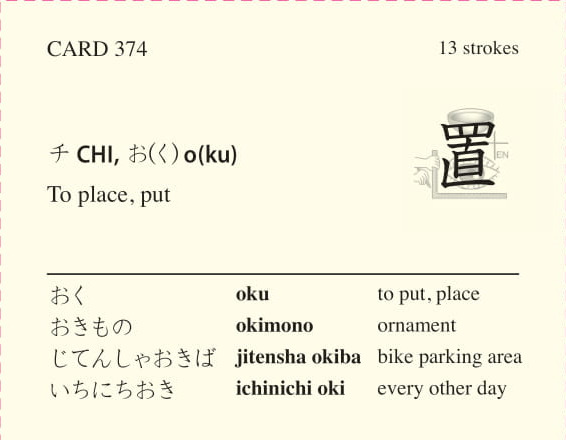 CARD 374
13 strokes
チ CHI, お(く) o(ku)
To place, put
置
EN
おく oku to put, place
おきもの okimono ornament
じてんしゃおきば jitensha okiba bike parking area
いちにちおき ichinichi oki every other day